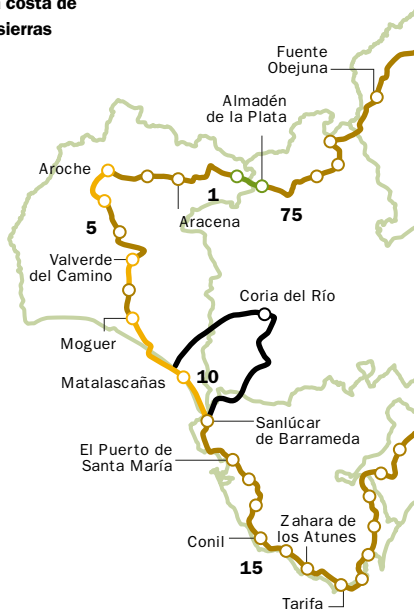 costa de
sierras
Fuente
Obejuna
Almadén
de la Plata
Aroche
1
Aracena
75
5
Valverde
del Camino
Coria del Río
Moguer
Matalascañas
10
Sanlúcar
de Barrameda
El Puerto de
Santa María
Zahara de
los Atunes
Conil
15
Tarifa